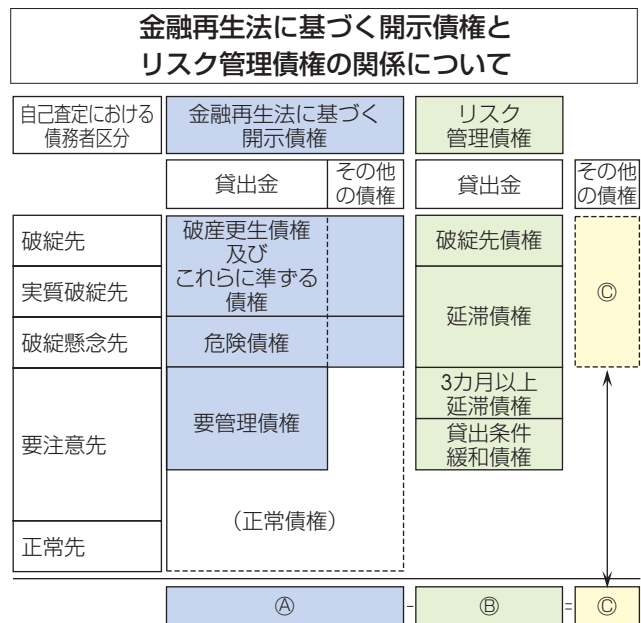 金融再生法に基づく開示債権と
リスク管理債権の関係について
自己査定における
債務者区分
金融再生法に基づく
開示債権
リスク
管理債権
貸出金
その他
の債権
貸出金
その他
の債権
破綻先
実質破綻先
破綻懸念先
要注意先
正常先
破産更生債権
及び
これらに準ずる
債権
危険債権
要管理債権
（正常債権）
破綻先債権
延滞債権
3カ月以上
延滞債権
貸出条件
緩和債権
Ⓒ
Ⓐ - Ⓑ = Ⓒ